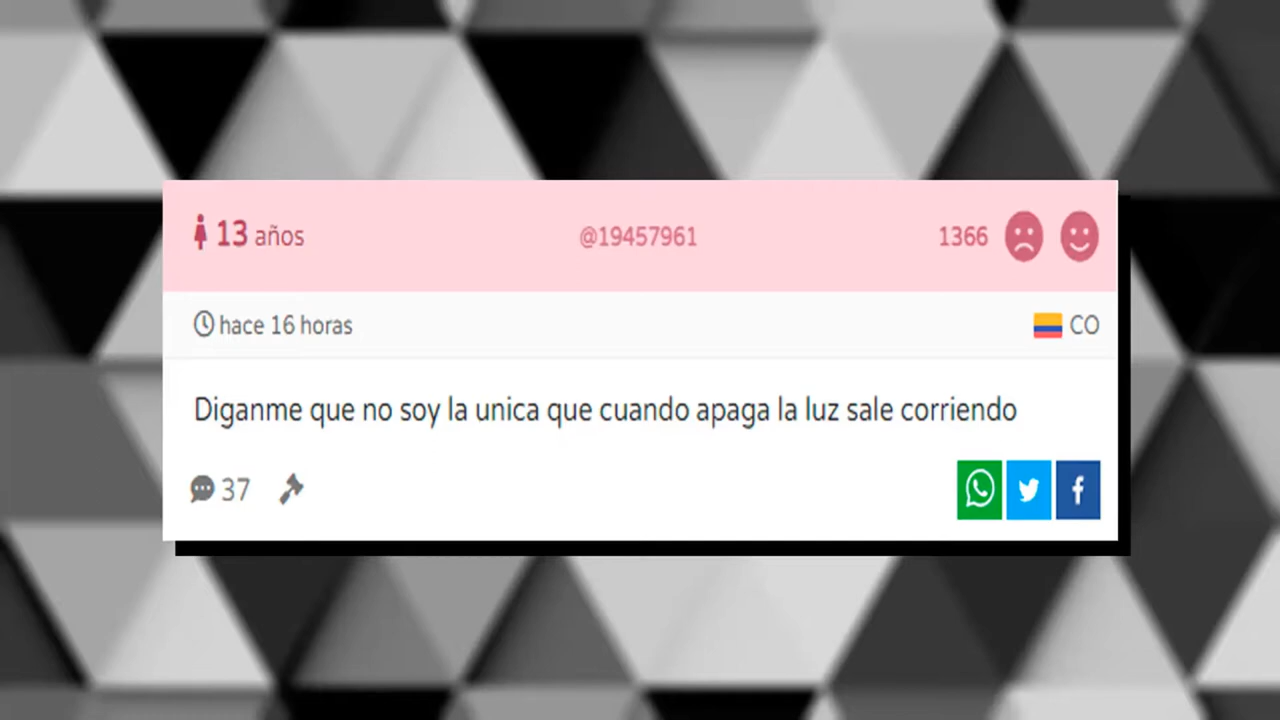 13 años @19457961 1366
hace 16 horas CO
Diganme que no soy la unica que cuando apaga la luz sale corriendo
37